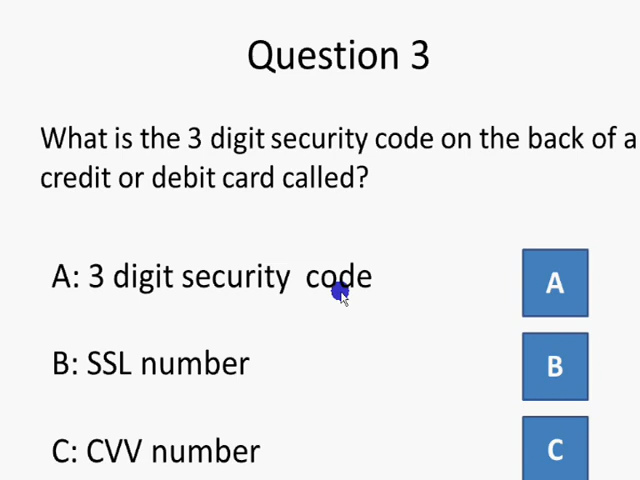 Question 3
What is the 3 digit security code on the back of a
credit or debit card called?
A: 3 digit security  code
A
B: SSL number
B
C: CVV number
C